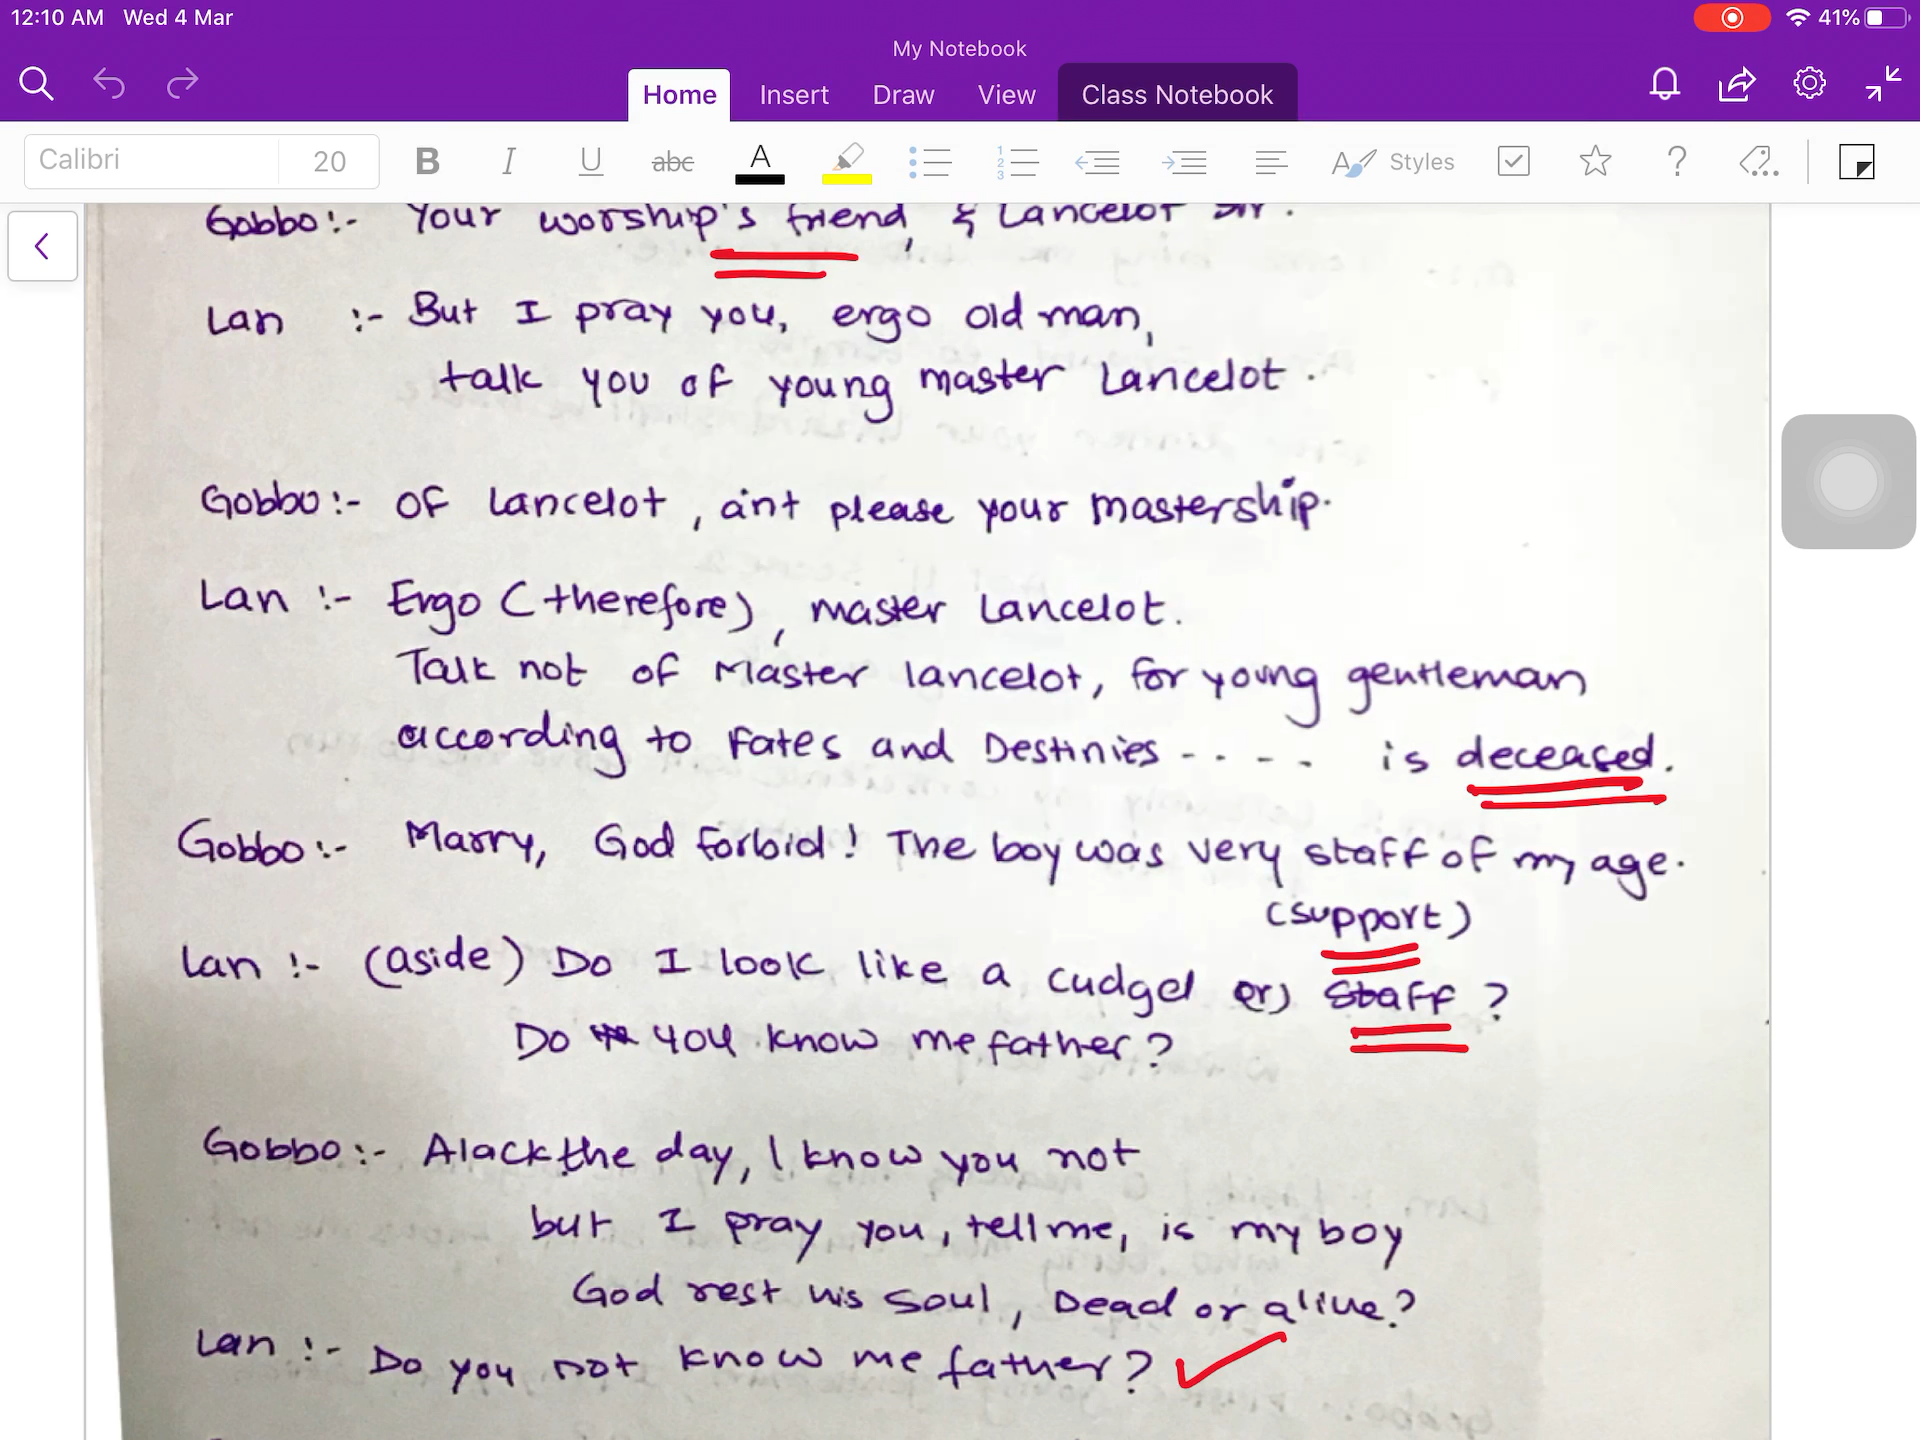 12:10 AM Wed 4 Mar
41%
My Notebook
Home Insert Draw View Class Notebook
Calibri 20 B I U abc A Styles
Gobbo:- Your worship's friend, & Lancelot sir.
Lan :- But I pray you, ergo old man,
talk you of young master Lancelot.
Gobbo:- OF Lancelot, ain't please your mastership.
Lan :- Ergo (therefore), master Lancelot.
Talk not of Master lancelot, for young gentleman
according to Fates and Destinies - - - - - is deceased.
Gobbo:- Marry, God Forbid! The boy was very staff of my age.
(support)
Lan :- (aside) Do I look like a cudgel or staff?
Do you know me father?
Gobbo:- Alack the day, I know you not
but I pray you, tell me, is my boy
God rest his soul, Dead or alive?
Lan :- Do you not know me father?